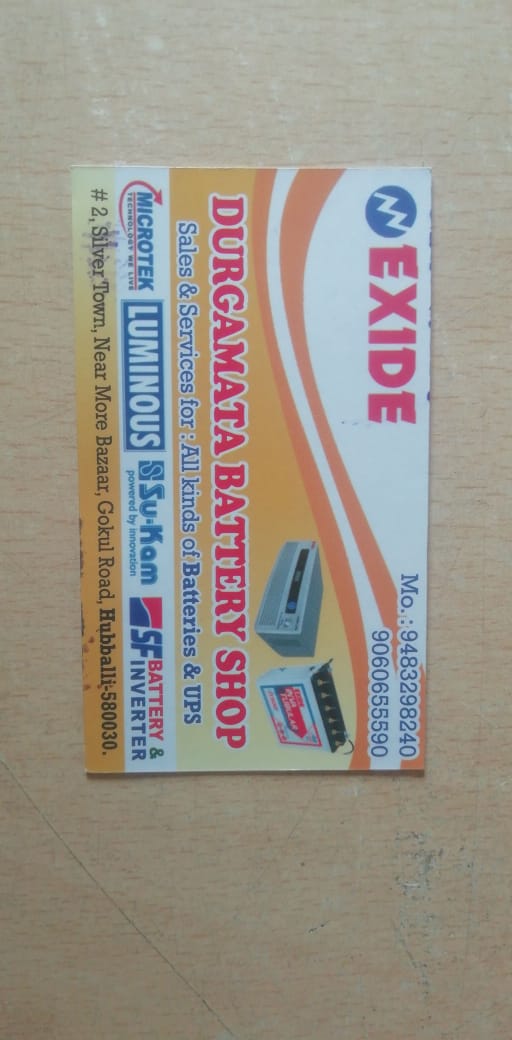 EXIDE
Mo.: 9483298240
9060655590
DURGAMATA BATTERY SHOP
Sales & Services for : All kinds of Batteries & UPS
MICROTEK
TECHNOLOGY WE LIVE
LUMINOUS
Su-Kam
powered by innovation
SF BATTERY &
INVERTER
# 2, Silver Town, Near More Bazaar, Gokul Road, Hubballi-580030.